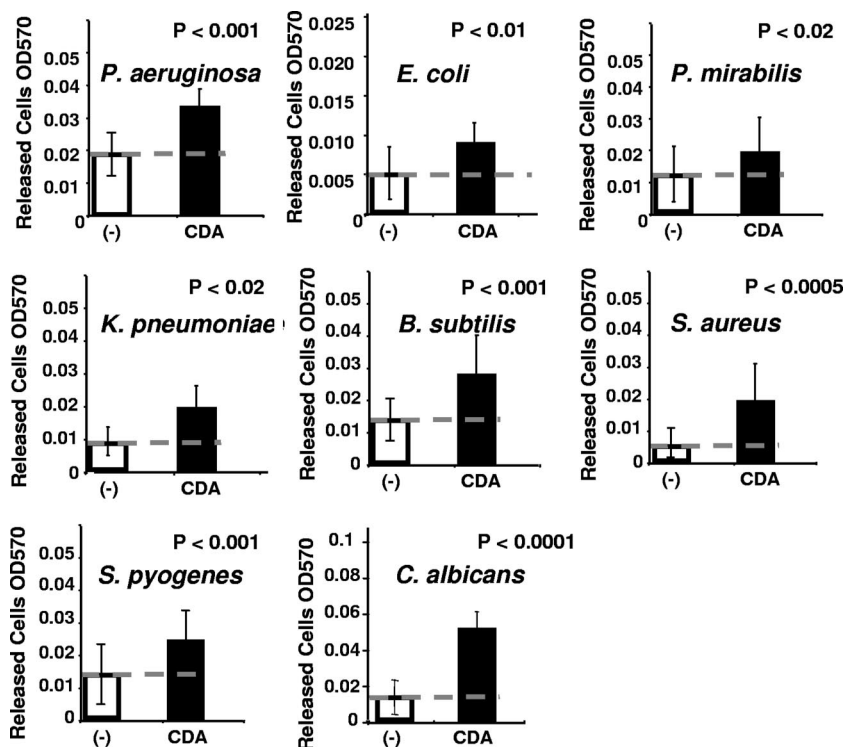 P < 0.001
P. aeruginosa
Released Cells OD570
0.05
0.04
0.03
0.02
0.01
0
(-)
CDA
P < 0.01
E. coli
Released Cells OD570
0.025
0.020
0.015
0.010
0.005
0
(-)
CDA
P < 0.02
P. mirabilis
Released Cells OD570
0.05
0.04
0.03
0.02
0.01
0
(-)
CDA
P < 0.02
K. pneumoniae
Released Cells OD570
0.05
0.04
0.03
0.02
0.01
0
(-)
CDA
P < 0.001
B. subtilis
Released Cells OD570
0.05
0.04
0.03
0.02
0.01
0
(-)
CDA
P < 0.0005
S. aureus
Released Cells OD570
0.05
0.04
0.03
0.02
0.01
0
(-)
CDA
P < 0.001
S. pyogenes
Released Cells OD570
0.05
0.04
0.03
0.02
0.01
0
(-)
CDA
P < 0.0001
C. albicans
Released Cells OD570
0.1
0.08
0.06
0.04
0.02
0
(-)
CDA